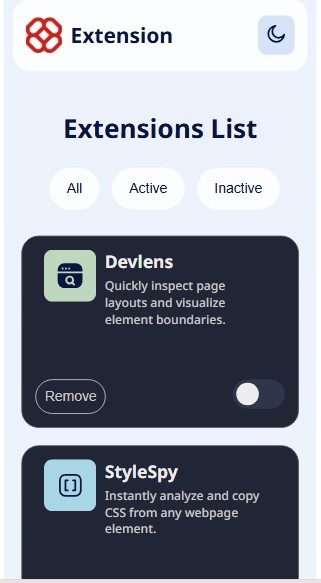 Extension
Extensions List
All
Active
Inactive
Devlens
Quickly inspect page
layouts and visualize
element boundaries.
Remove
StyleSpy
Instantly analyze and copy
CSS from any webpage
element.